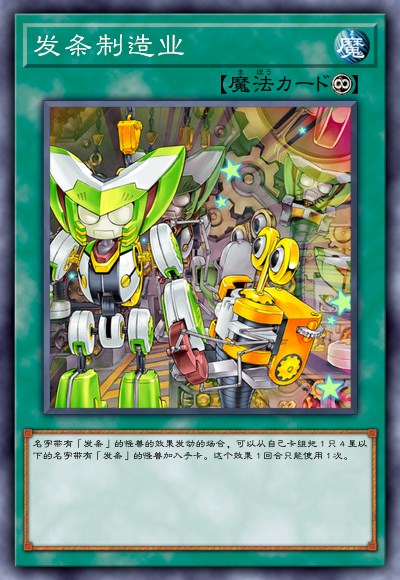 发条制造业
魔
【魔法カード】
まほう
名字带有「发条」的怪兽的效果发动的场合,可以从自己卡组把1只4星以
下的名字带有「发条」的怪兽加入手卡。这个效果1回合只能使用1次。